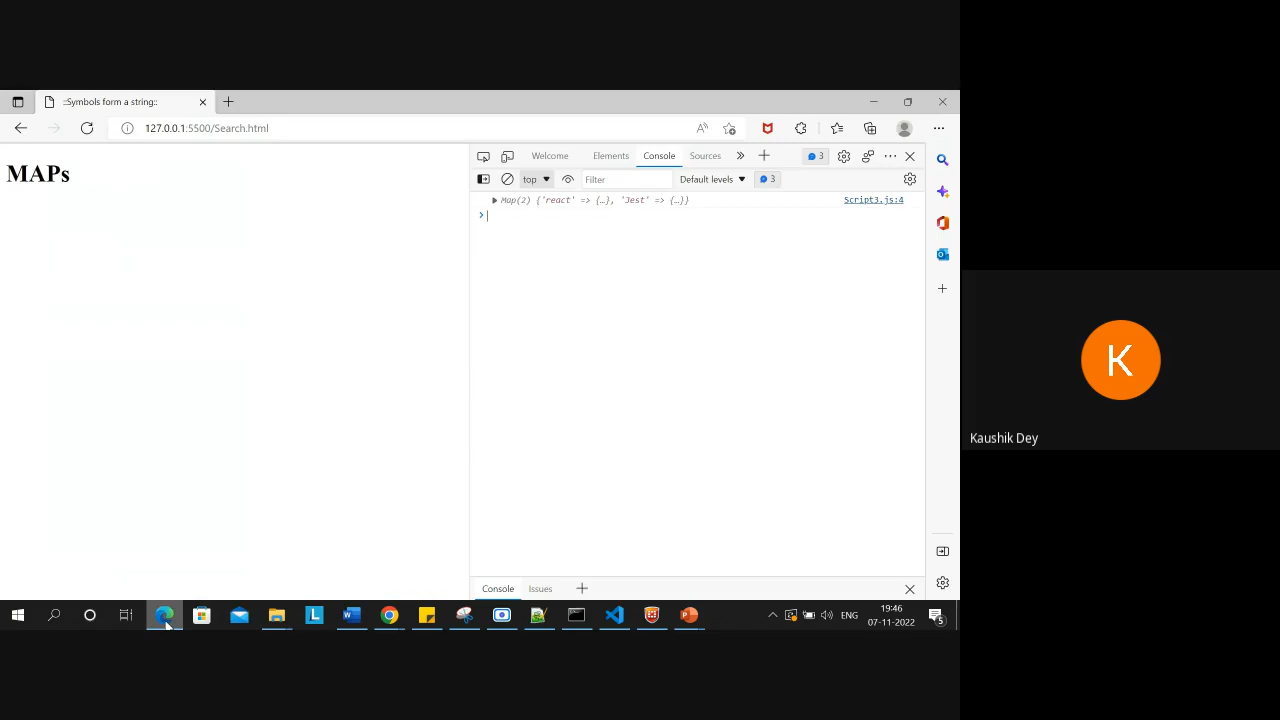 ::Symbols form a string::
127.0.0.1:5500/Search.html
MAPs
Welcome
Elements
Console
Sources
3
top
Filter
Default levels
3
Map(2) {'react' => {…}, 'Jest' => {…}}
Script3.js:4
K
Kaushik Dey
Console
Issues
ENG
19:46
07-11-2022
5